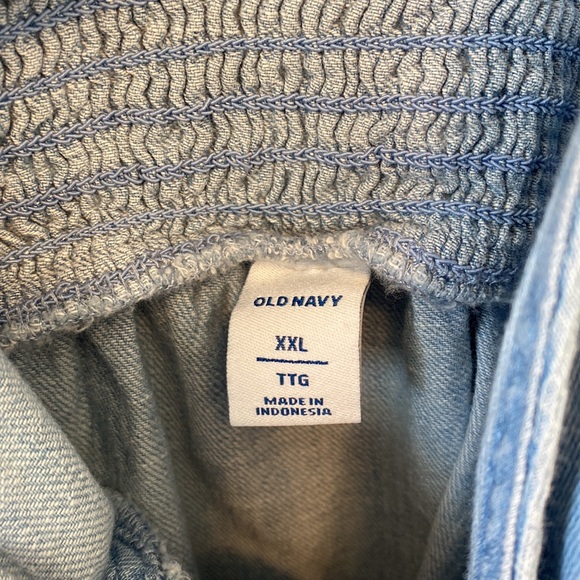 OLD NAVY
XXL
TTG
MADE IN
INDONESIA